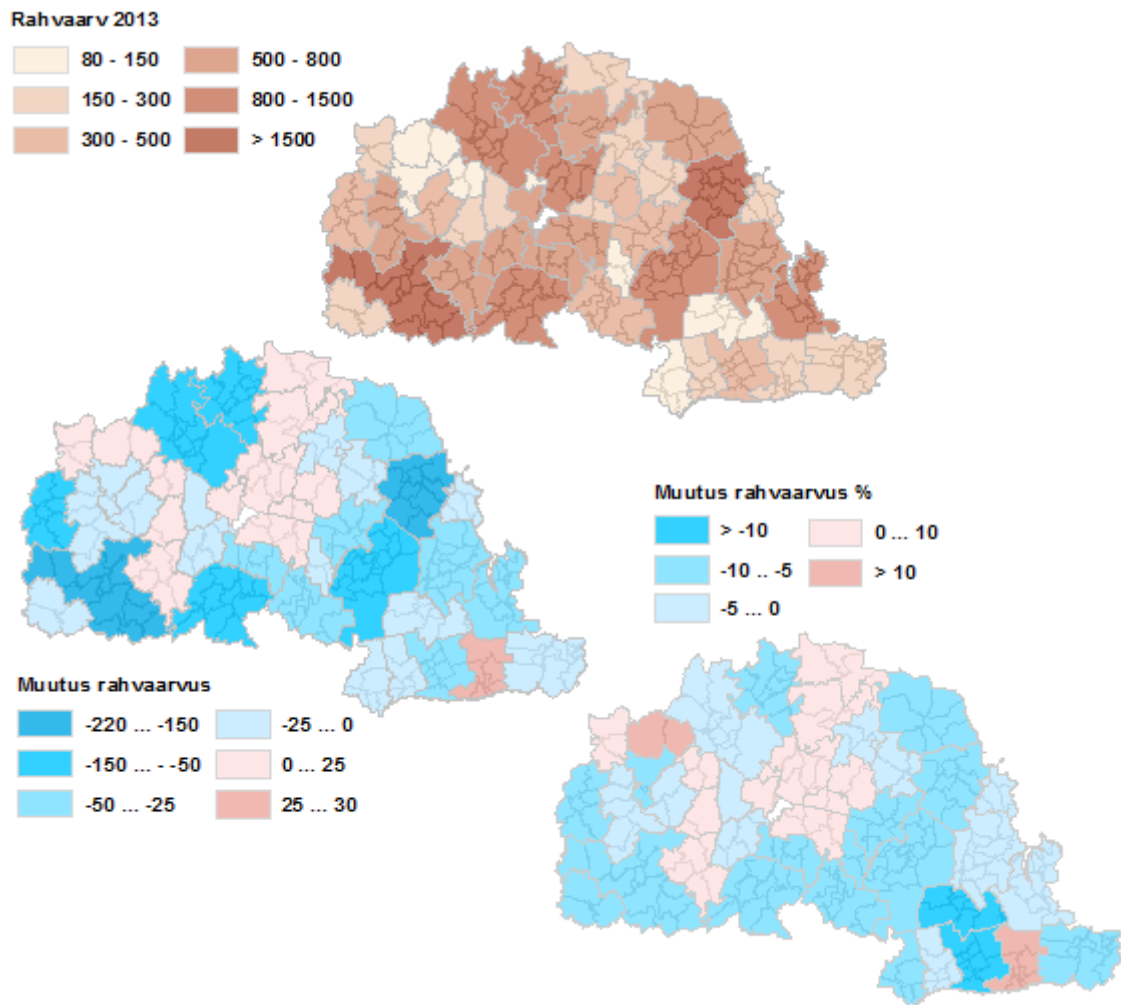 Rahvaarv 2013
80 - 150 500 - 800
150 - 300 800 - 1500
300 - 500 > 1500
Muutus rahvaarvus %
> -10 0 ... 10
-10 .. -5 > 10
-5 ... 0
Muutus rahvaarvus
-220 ... -150 -25 ... 0
-150 ... - -50 0 ... 25
-50 ... -25 25 ... 30